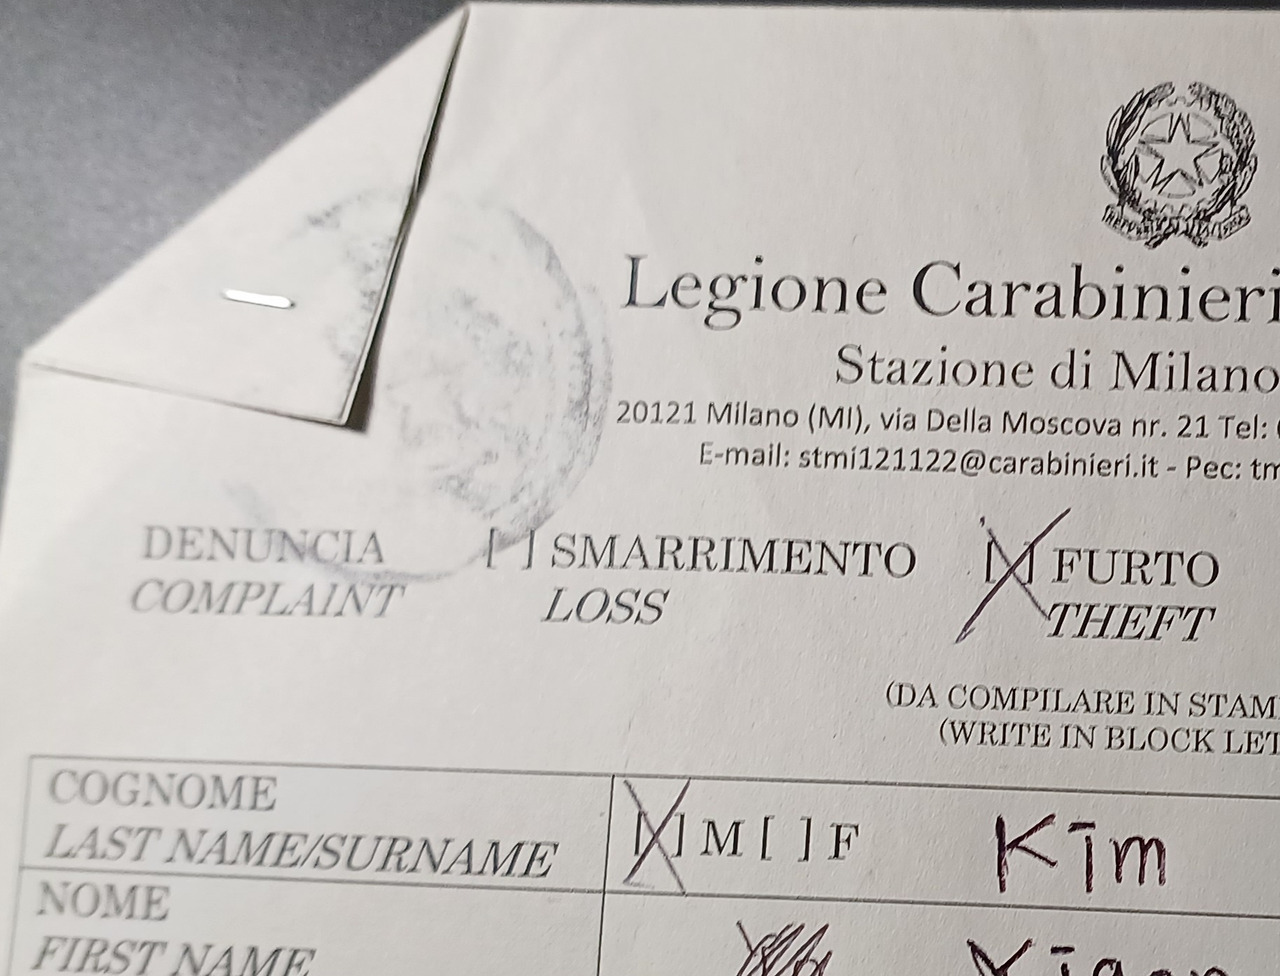 Legione Carabinieri
Stazione di Milano
20121 Milano (MI), via Della Moscova nr. 21 Tel:
E-mail: stmi121122@carabinieri.it - Pec:
DENUNCIA [ ] SMARRIMENTO [X] FURTO
COMPLAINT LOSS THEFT
(DA COMPILARE IN
(WRITE IN BLOCK
COGNOME
LAST NAME/SURNAME [X] M [ ] F Kim
NOME
FIRST NAME